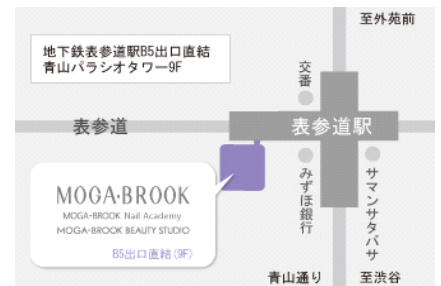 至外苑前
地下鉄表参道駅B5出口直結
青山パラシオタワー9F
交番
表参道
表参道駅
みずほ銀行
サマンサタバサ
MOGA・BROOK
MOGA-BROOK Nail Academy
MOGA-BROOK BEAUTY STUDIO
B5出口直結(9F)
青山通り
至渋谷